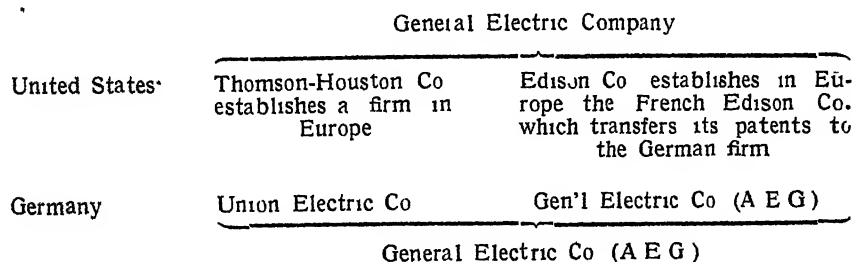 General Electric Company
United States·
Thomson-Houston Co establishes a firm in Europe
Edison Co establishes in Europe the French Edison Co. which transfers its patents to the German firm
Germany
Union Electric Co
Gen'l Electric Co (A E G)
General Electric Co (A E G)